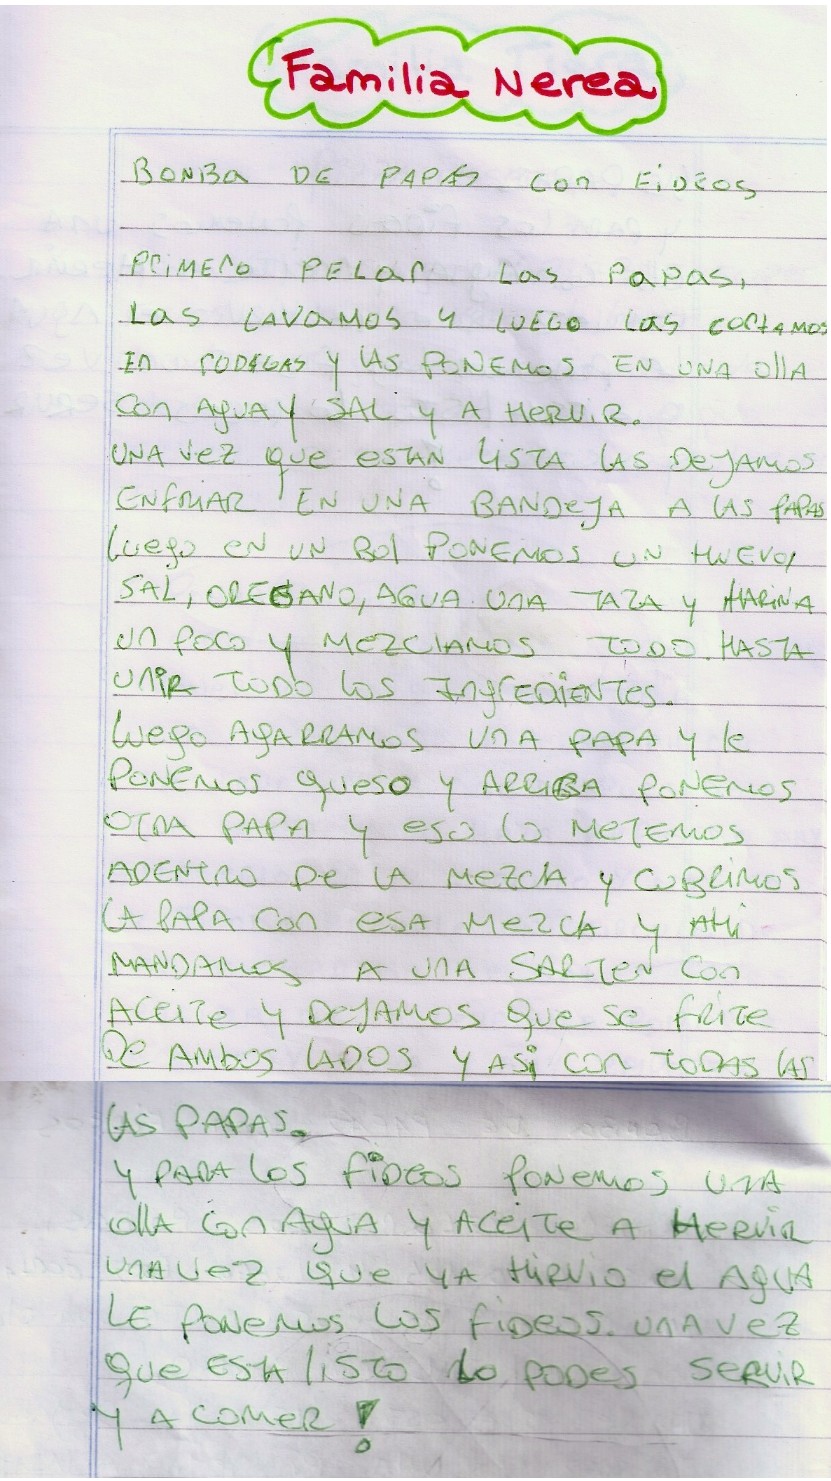 Familia Nerea
BONBa DE PAPAS con FiDEOS
PRIMERO PELAR LaS PaPaS,
LaS LAVaMOS Y LUEGO LaS CORTAMOS
En RODEGAS y LAS PONEMOS EN UNA OllA
Con AgUA Y SAL y A HERVIR.
UNA VEZ que ESTAN LISTA LAS DEJAMOS
ENFRIAR EN UNA BANDEJA A LAS PAPAS
Luego EN UN Bol PONEMOS UN HUEVO,
SAL, OREGANO, AGUA UNA TAZA y HARINA
Un POCO Y MEZCLAMOS TODO HASTA
UnIR TODO LOS IngREDIENTES.
LUego AgARRAMOS UNA PAPA Y le
PONEMOS queso Y ARRIBA PONEMOS
OTRA PAPA Y eso lo METEMOS
ADENTRO De LA MEZClA y CUBRIMOS
LA PAPA Con esA MezclA Y AHI
MANDAMOS A UNA SARTEN Con
ACEITE Y DEJAMOS Que Se FRITE
DE AMBOS LADOS Y ASi Con TODAS LAS
LAS PAPAS.
Y PARA LOS FIDEOS PONEMOS UNA
OllA Con AgUA Y ACEITE A HERVIR
UNA VEZ QUe YA HIRVIO el AgUA
LE PONEMOS LOS FIDEOS. UNA VEZ
Que ESTA LISTO lo PODES SERVIR
Y A COMER !